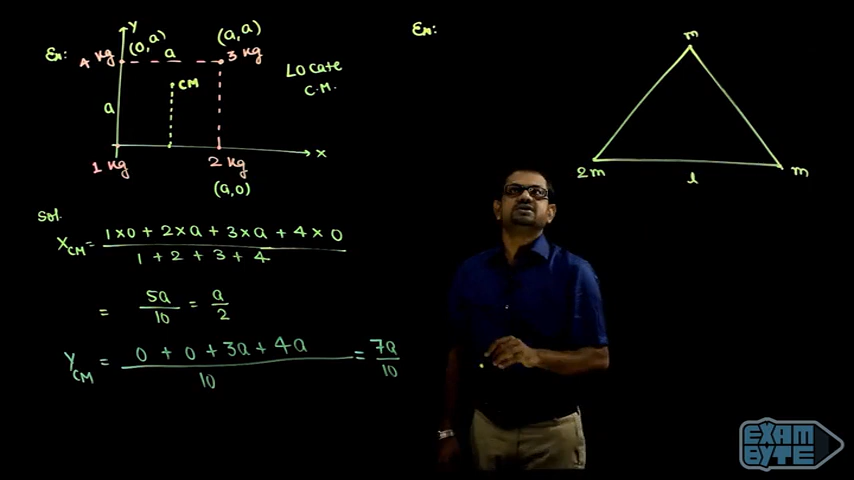 Ex:
Y
(0,a)
(a,a)
4 kg
a
3 kg
CM
a
Locate
C.M.
x
1 kg
2 kg
(a,0)
Sol.
X_CM = 1×0 + 2×a + 3×a + 4×0 / 1 + 2 + 3 + 4
= 5a/10 = a/2
Y_CM = 0 + 0 + 3a + 4a / 10 = 7a/10
Ex:
m
2m
l
m
EXAM
BYTE